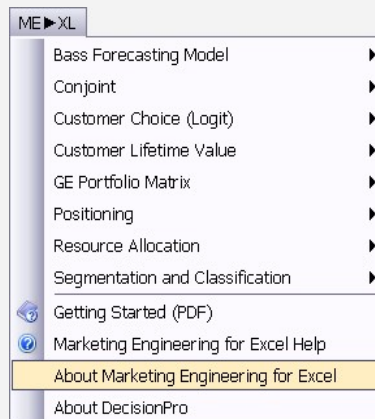 ME▶XL
Bass Forecasting Model
Conjoint
Customer Choice (Logit)
Customer Lifetime Value
GE Portfolio Matrix
Positioning
Resource Allocation
Segmentation and Classification
Getting Started (PDF)
Marketing Engineering for Excel Help
About Marketing Engineering for Excel
About DecisionPro